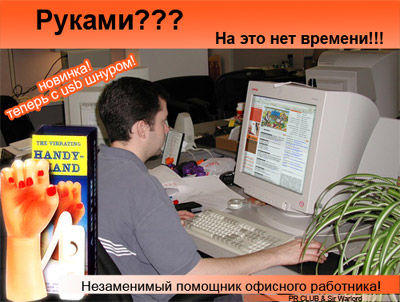 Руками???
На это нет времени!!!
новинка!
теперь с usb шнуром!
THE VIBRATING
HANDY-
HAND
Незаменимый помощник офисного работника!
PR CLUB & Sir Warlord